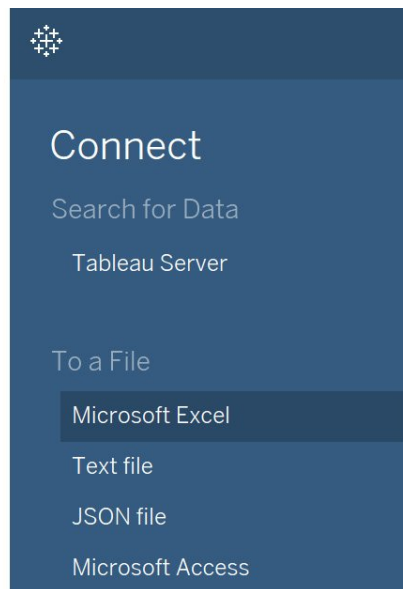 Connect
Search for Data
Tableau Server
To a File
Microsoft Excel
Text file
JSON file
Microsoft Access